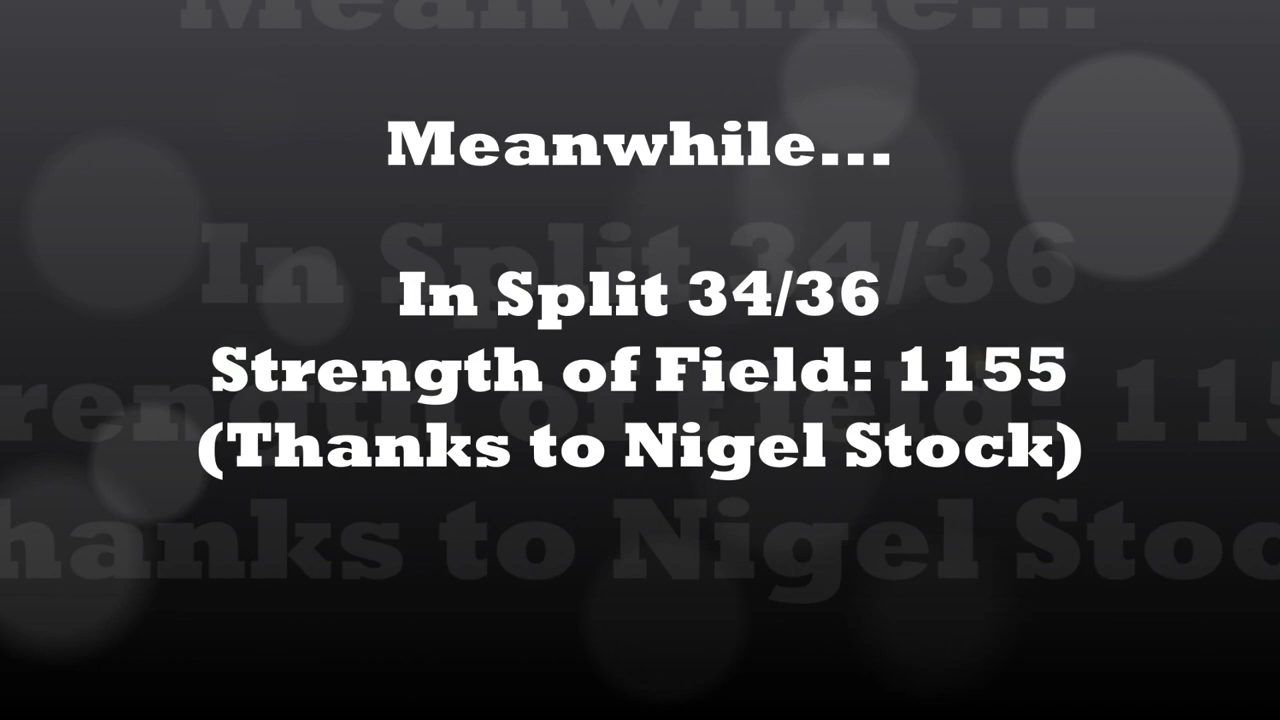 Meanwhile...
In Split 34/36
Strength of Field: 1155
(Thanks to Nigel Stock)